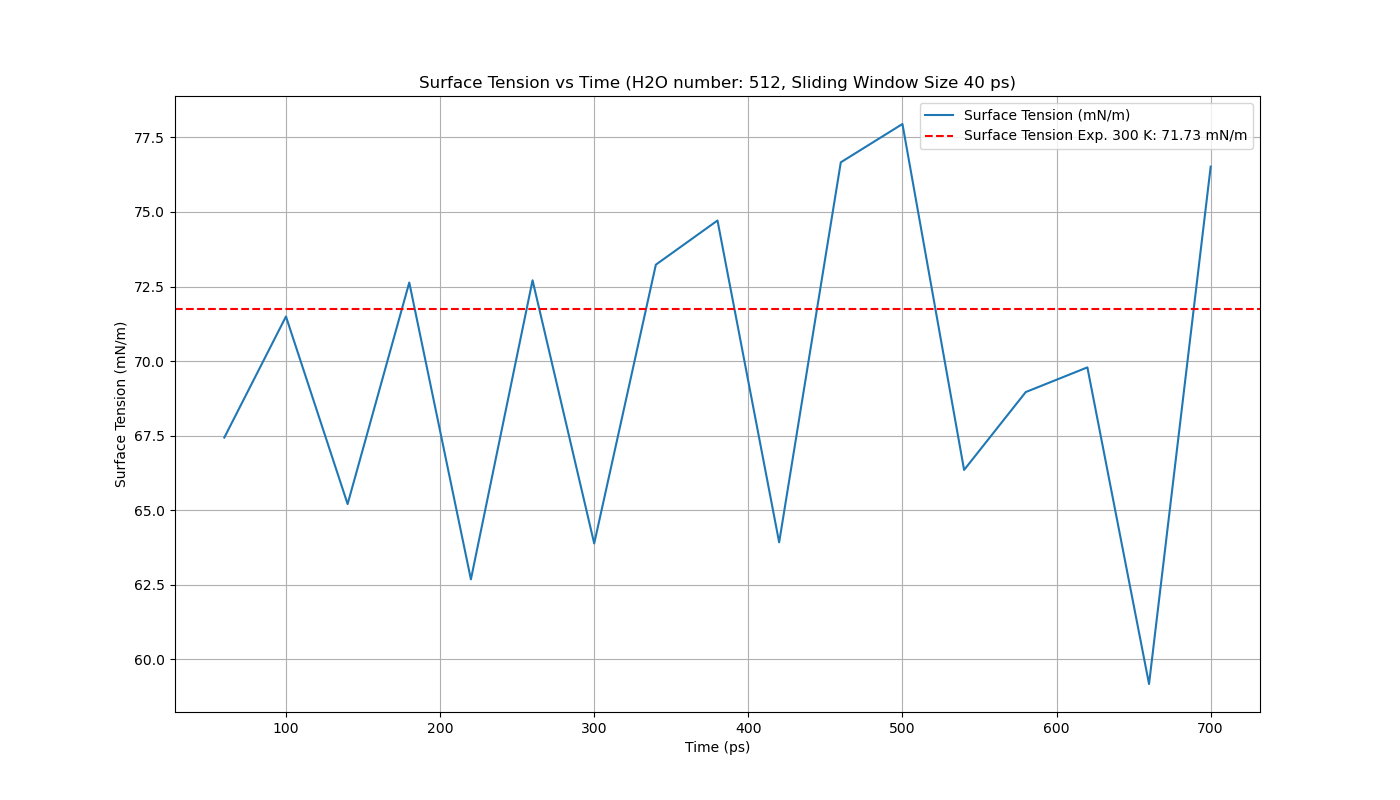 Surface Tension vs Time (H2O number: 512, Sliding Window Size 40 ps)
Surface Tension (mN/m)
Surface Tension Exp. 300 K: 71.73 mN/m
77.5
75.0
72.5
70.0
67.5
65.0
62.5
60.0
Surface Tension (mN/m)
100 200 300 400 500 600 700
Time (ps)